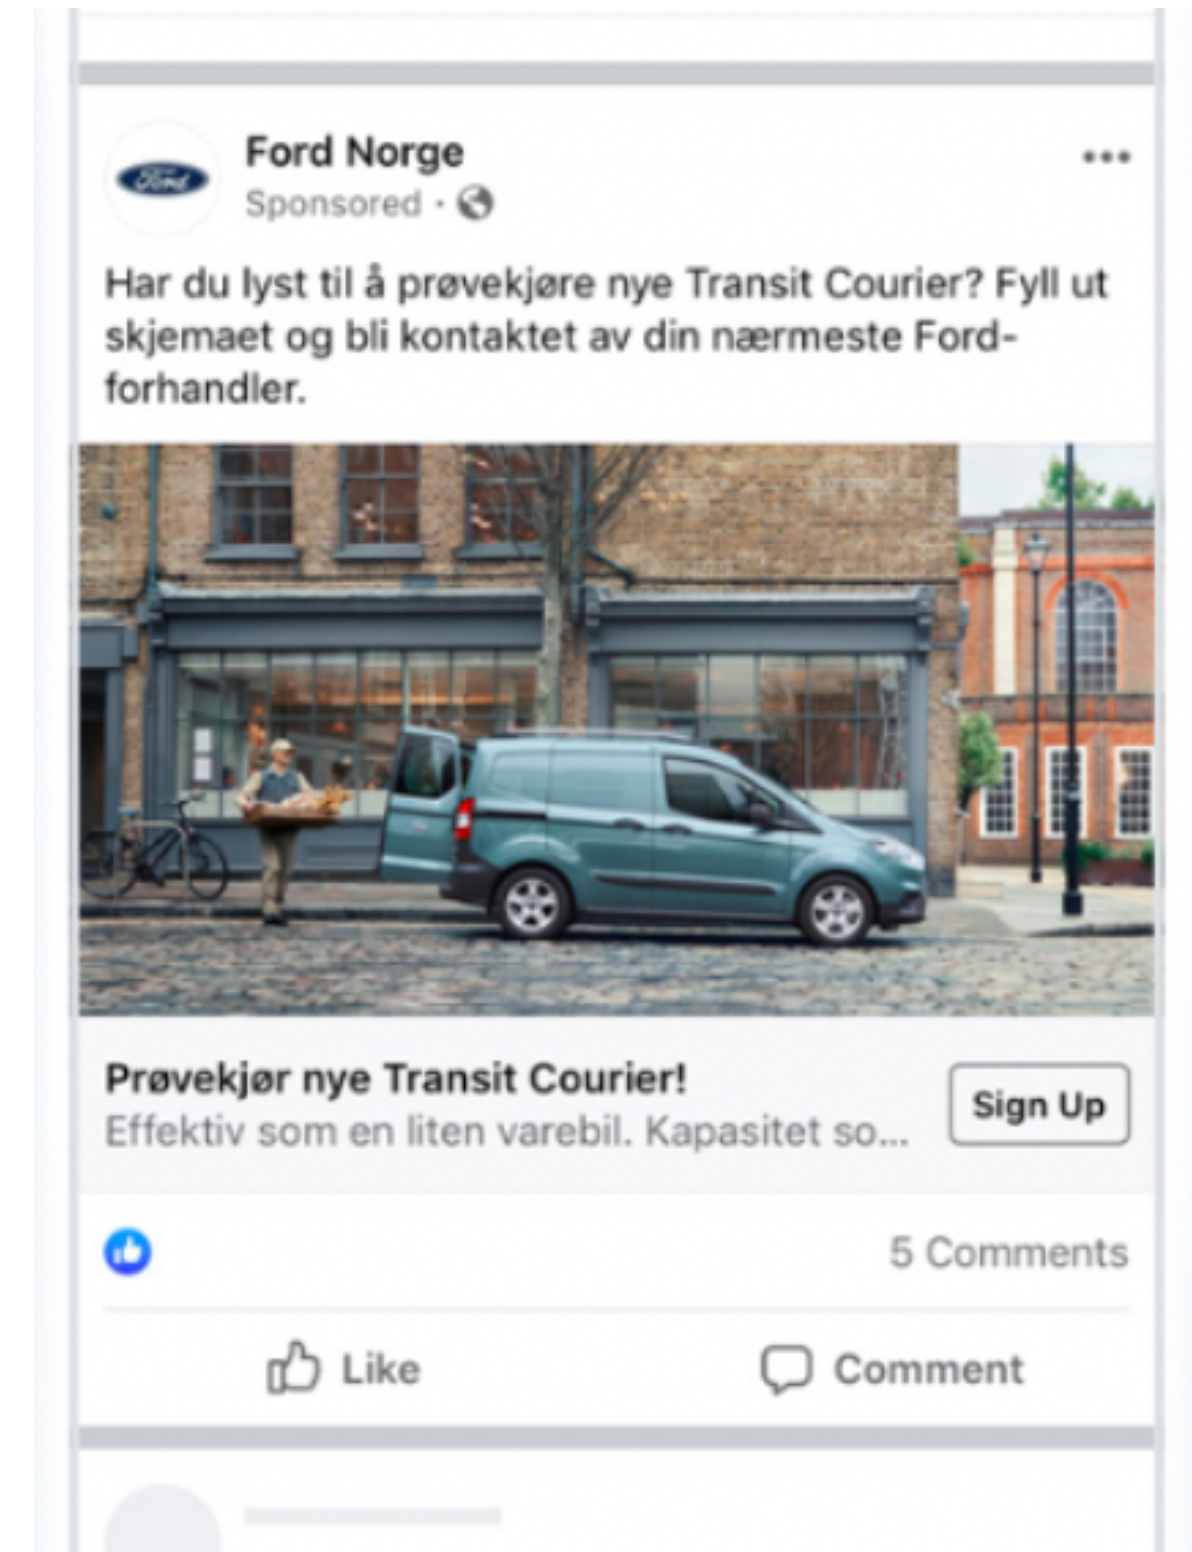 Ford
Ford Norge
Sponsored ·
Har du lyst til å prøvekjøre nye Transit Courier? Fyll ut
skjemaet og bli kontaktet av din nærmeste Ford-
forhandler.
Prøvekjør nye Transit Courier!
Effektiv som en liten varebil. Kapasitet so...
Sign Up
5 Comments
Like
Comment